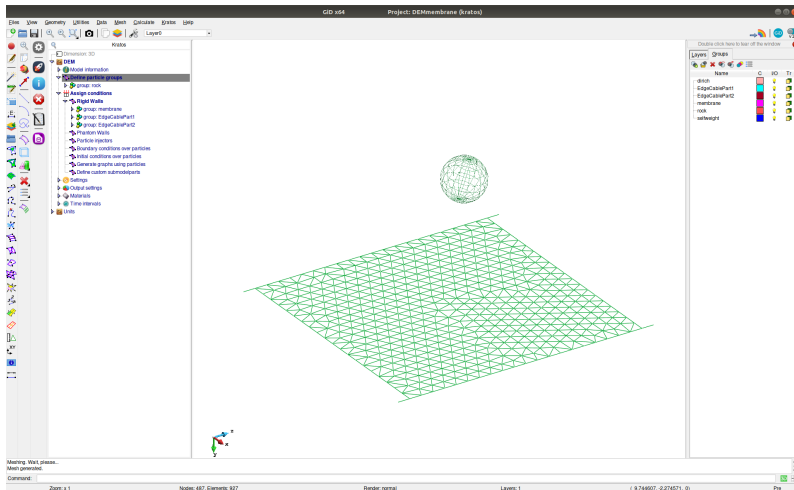 GiD x64 Project: DEMmembrane (kratos)
Files View Geometry Utilities Data Mesh Calculate Kratos Help
Layer0
Kratos
Dimension: 3D
DEM
Model information
Define particle groups
group: rock
Assign conditions
Rigid Walls
group: membrane
group: EdgeCablePart1
group: EdgeCablePart2
Phantom Walls
Particle injectors
Boundary conditions over particles
Initial conditions over particles
Generate graphs using particles
Define custom submodelparts
Settings
Output settings
Materials
Time intervals
Units
Double click here to tear off the window
Layers Groups
Name C I/O Tr
dirich
EdgeCablePart1
EdgeCablePart2
membrane
rock
selfweight
Meshing. Wait, please...
Mesh generated.
Command:
Zoom: x 1 Nodes: 487, Elements: 927 Render: normal Layers: 1 ( 9.744607, -2.274571, 0) Pre